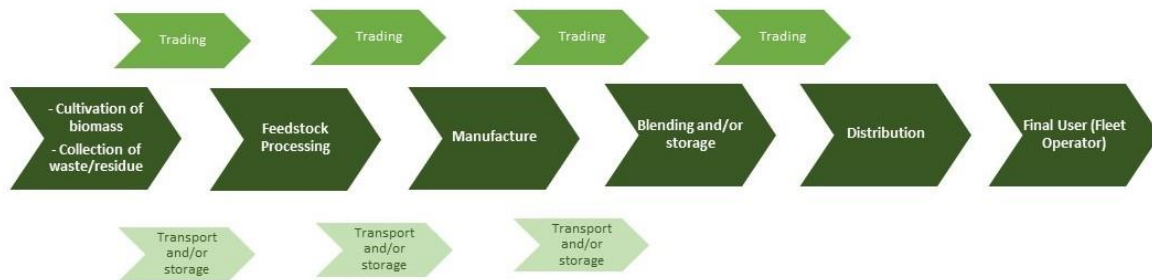 Trading
Trading
Trading
Trading
- Cultivation of
biomass
- Collection of
waste/residue
Feedstock
Processing
Manufacture
Blending and/or
storage
Distribution
Final User (Fleet
Operator)
Transport
and/or
storage
Transport
and/or
storage
Transport
and/or
storage